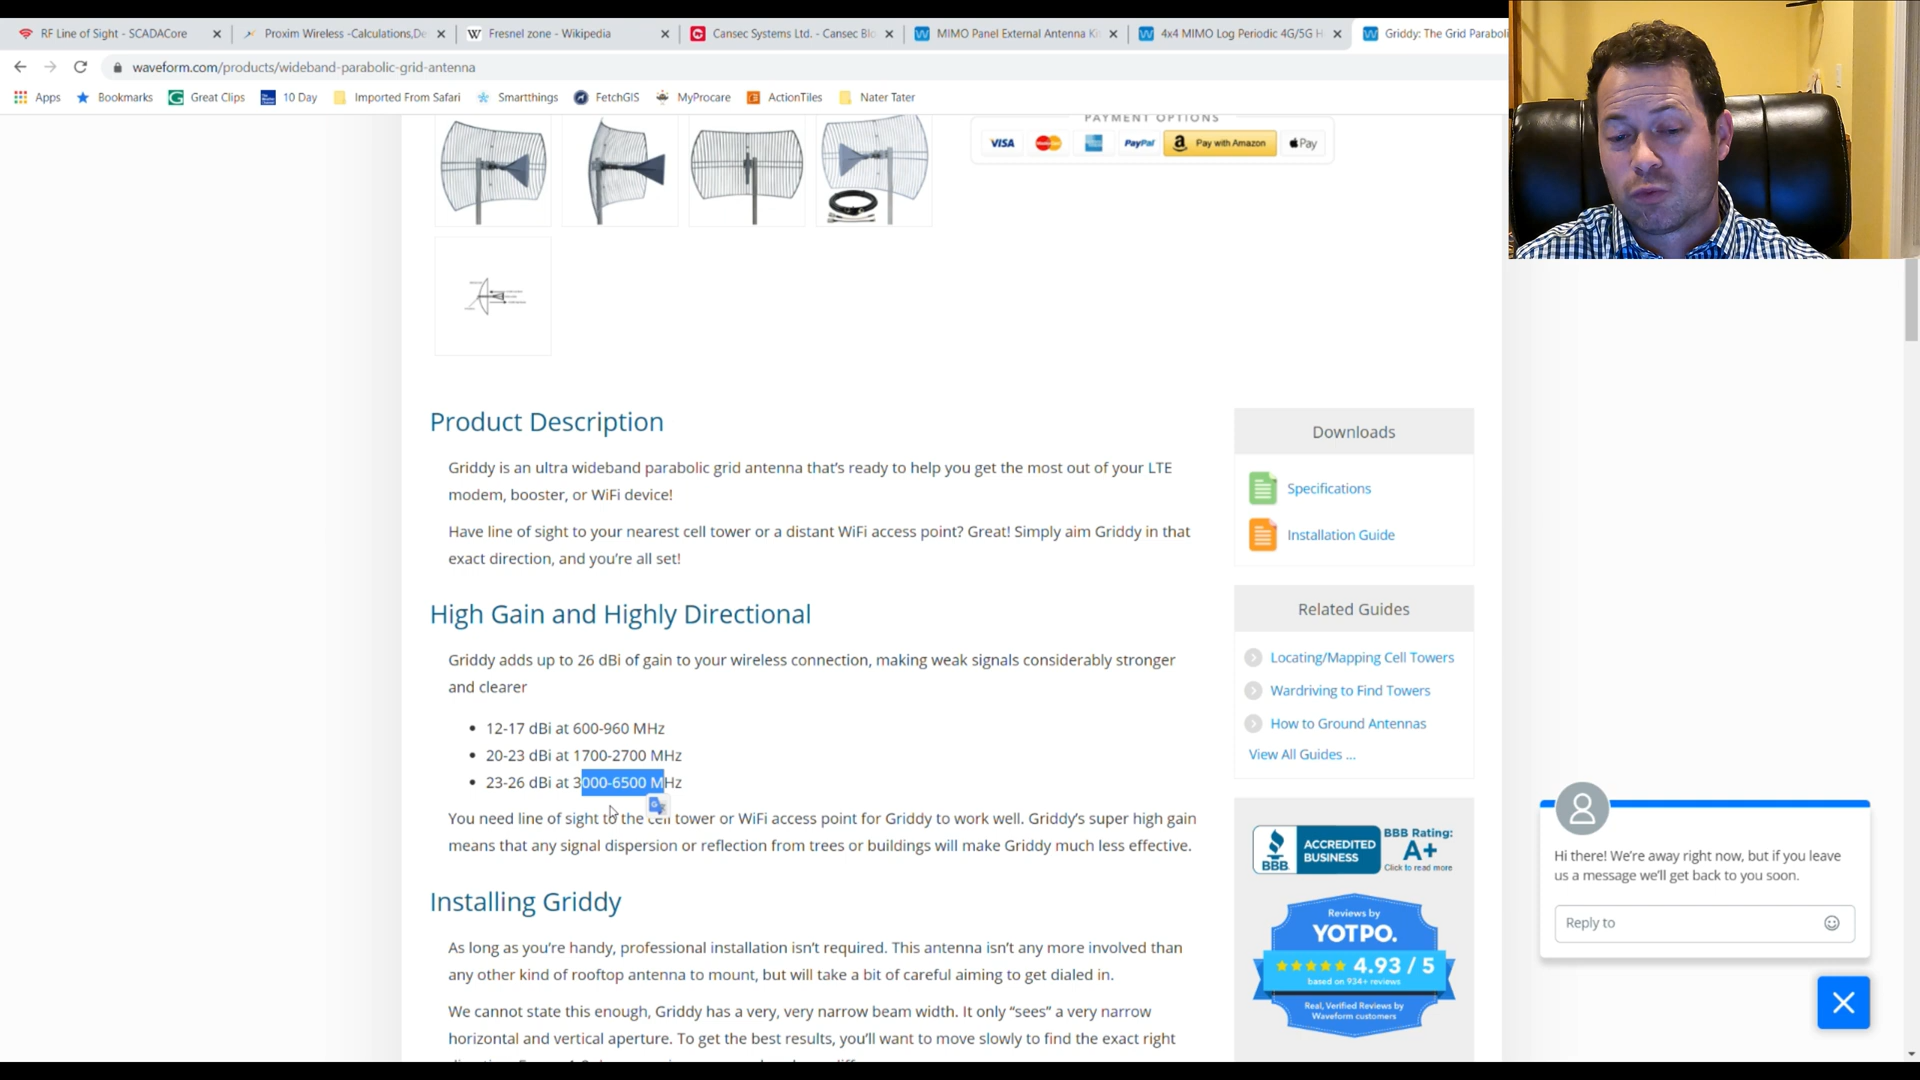 RF Line of Sight - SCADACore
Proxim Wireless -Calculations,De
Fresnel zone - Wikipedia
Cansec Systems Ltd. - Cansec Blo
MIMO Panel External Antenna Ki
4x4 MIMO Log Periodic 4G/5G H
Griddy: The Grid Paraboli
waveform.com/products/wideband-parabolic-grid-antenna
Apps
Bookmarks
Great Clips
10 Day
Imported From Safari
Smartthings
FetchGIS
MyProcare
ActionTiles
Nater Tater
PAYMENT OPTIONS
VISA
PayPal
Pay with Amazon
Pay
Product Description
Griddy is an ultra wideband parabolic grid antenna that's ready to help you get the most out of your LTE
modem, booster, or WiFi device!
Have line of sight to your nearest cell tower or a distant WiFi access point? Great! Simply aim Griddy in that
exact direction, and you're all set!
High Gain and Highly Directional
Griddy adds up to 26 dBi of gain to your wireless connection, making weak signals considerably stronger
and clearer
• 12-17 dBi at 600-960 MHz
• 20-23 dBi at 1700-2700 MHz
• 23-26 dBi at 3000-6500 MHz
You need line of sight to the cell tower or WiFi access point for Griddy to work well. Griddy's super high gain
means that any signal dispersion or reflection from trees or buildings will make Griddy much less effective.
Installing Griddy
As long as you're handy, professional installation isn't required. This antenna isn't any more involved than
any other kind of rooftop antenna to mount, but will take a bit of careful aiming to get dialed in.
We cannot state this enough, Griddy has a very, very narrow beam width. It only "sees" a very narrow
horizontal and vertical aperture. To get the best results, you'll want to move slowly to find the exact right
Downloads
Specifications
Installation Guide
Related Guides
Locating/Mapping Cell Towers
Wardriving to Find Towers
How to Ground Antennas
View All Guides ...
BBB
ACCREDITED
BUSINESS
BBB Rating:
A+
Click to read more
Reviews by
YOTPO.
4.93 / 5
based on 934+ reviews
Real, Verified Reviews by
Waveform customers
Hi there! We're away right now, but if you leave
us a message we'll get back to you soon.
Reply to